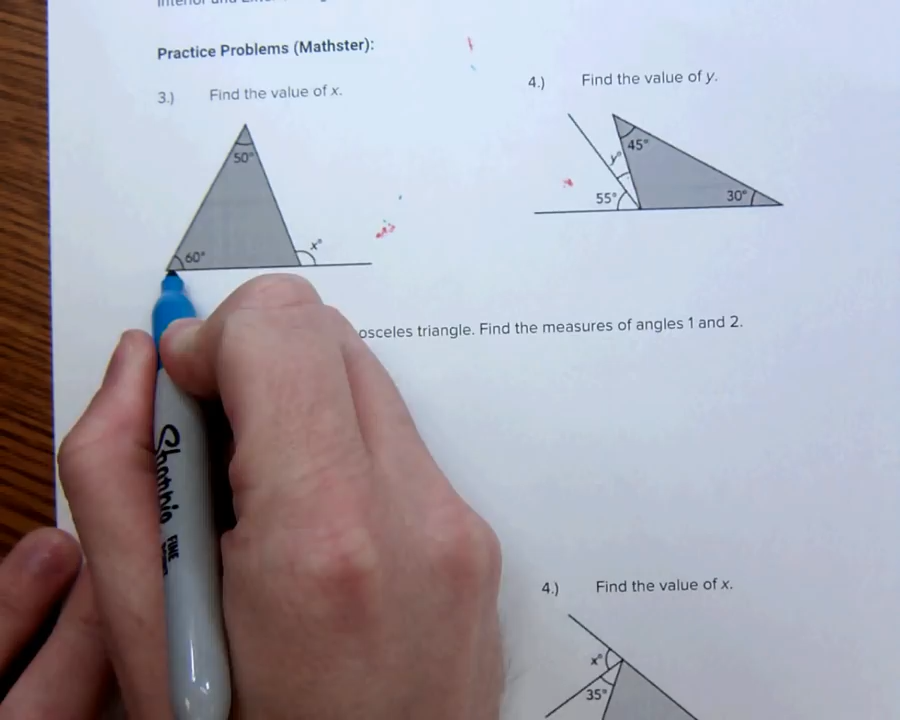 Practice Problems (Mathster):
3.) Find the value of x.
50°
60°
x°
4.) Find the value of y.
45°
y°
55°
30°
osceles triangle. Find the measures of angles 1 and 2.
Sharpie
FINE
4.) Find the value of x.
x°
35°